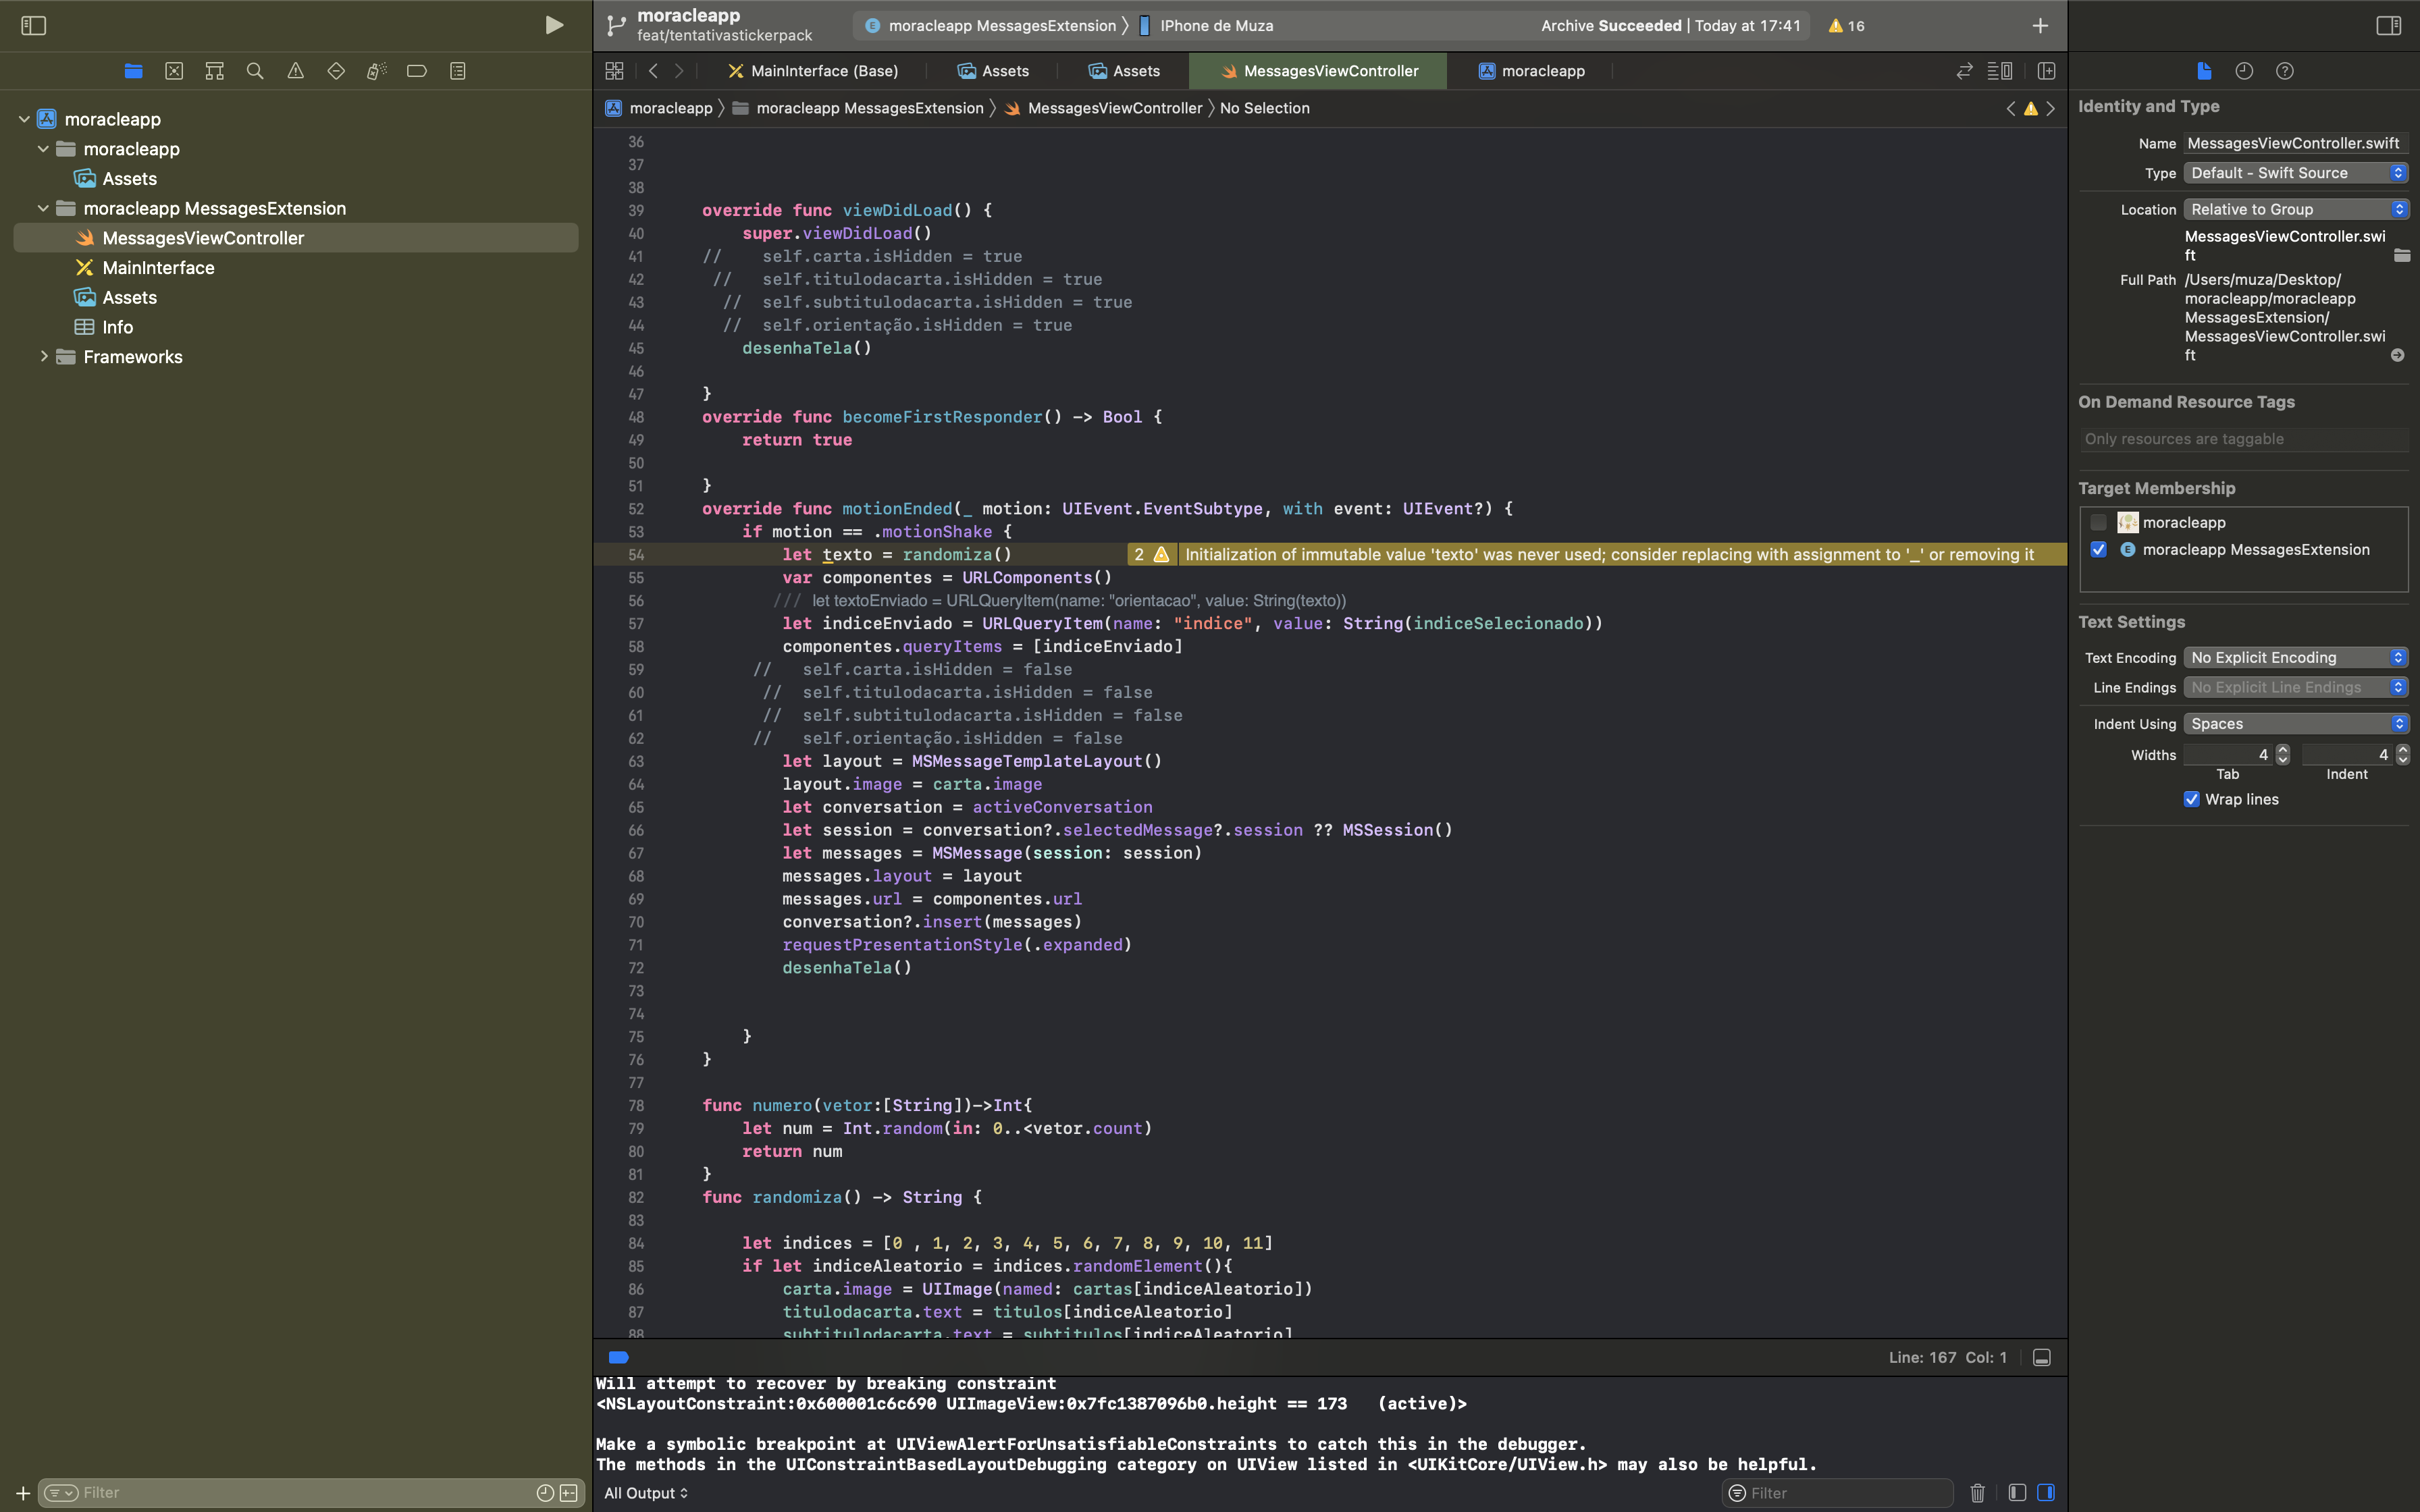 moracleapp
feat/tentativastickerpack
moracleapp MessagesExtension 〉 IPhone de Muza
Archive Succeeded | Today at 17:41
16
MainInterface (Base)
Assets
Assets
MessagesViewController
moracleapp
moracleapp 〉 moracleapp MessagesExtension 〉 MessagesViewController 〉 No Selection
moracleapp
moracleapp
Assets
moracleapp MessagesExtension
MessagesViewController
MainInterface
Assets
Info
Frameworks
Filter
36
37
38
39 override func viewDidLoad() {
40 super.viewDidLoad()
41 // self.carta.isHidden = true
42 // self.titulodacarta.isHidden = true
43 // self.subtitulodacarta.isHidden = true
44 // self.orientação.isHidden = true
45 desenhaTela()
46
47 }
48 override func becomeFirstResponder() -> Bool {
49 return true
50
51 }
52 override func motionEnded(_ motion: UIEvent.EventSubtype, with event: UIEvent?) {
53 if motion == .motionShake {
54 let texto = randomiza() 2 Initialization of immutable value 'texto' was never used; consider replacing with assignment to '_' or removing it
55 var componentes = URLComponents()
56 /// let textoEnviado = URLQueryItem(name: "orientacao", value: String(texto))
57 let indiceEnviado = URLQueryItem(name: "indice", value: String(indiceSelecionado))
58 componentes.queryItems = [indiceEnviado]
59 // self.carta.isHidden = false
60 // self.titulodacarta.isHidden = false
61 // self.subtitulodacarta.isHidden = false
62 // self.orientação.isHidden = false
63 let layout = MSMessageTemplateLayout()
64 layout.image = carta.image
65 let conversation = activeConversation
66 let session = conversation?.selectedMessage?.session ?? MSSession()
67 let messages = MSMessage(session: session)
68 messages.layout = layout
69 messages.url = componentes.url
70 conversation?.insert(messages)
71 requestPresentationStyle(.expanded)
72 desenhaTela()
73
74
75 }
76 }
77
78 func numero(vetor:[String])->Int{
79 let num = Int.random(in: 0..<vetor.count)
80 return num
81 }
82 func randomiza() -> String {
83
84 let indices = [0 , 1, 2, 3, 4, 5, 6, 7, 8, 9, 10, 11]
85 if let indiceAleatorio = indices.randomElement(){
86 carta.image = UIImage(named: cartas[indiceAleatorio])
87 titulodacarta.text = titulos[indiceAleatorio]
88 subtitulodacarta.text = subtitulos[indiceAleatorio]
Line: 167 Col: 1
Will attempt to recover by breaking constraint
<NSLayoutConstraint:0x600001c6c690 UIImageView:0x7fc1387096b0.height == 173 (active)>
Make a symbolic breakpoint at UIViewAlertForUnsatisfiableConstraints to catch this in the debugger.
The methods in the UIConstraintBasedLayoutDebugging category on UIView listed in <UIKitCore/UIView.h> may also be helpful.
All Output
Filter
Identity and Type
Name MessagesViewController.swift
Type Default - Swift Source
Location Relative to Group
MessagesViewController.swi
ft
Full Path /Users/muza/Desktop/
moracleapp/moracleapp
MessagesExtension/
MessagesViewController.swi
ft
On Demand Resource Tags
Only resources are taggable
Target Membership
moracleapp
moracleapp MessagesExtension
Text Settings
Text Encoding No Explicit Encoding
Line Endings No Explicit Line Endings
Indent Using Spaces
Widths 4 4
Tab Indent
Wrap lines